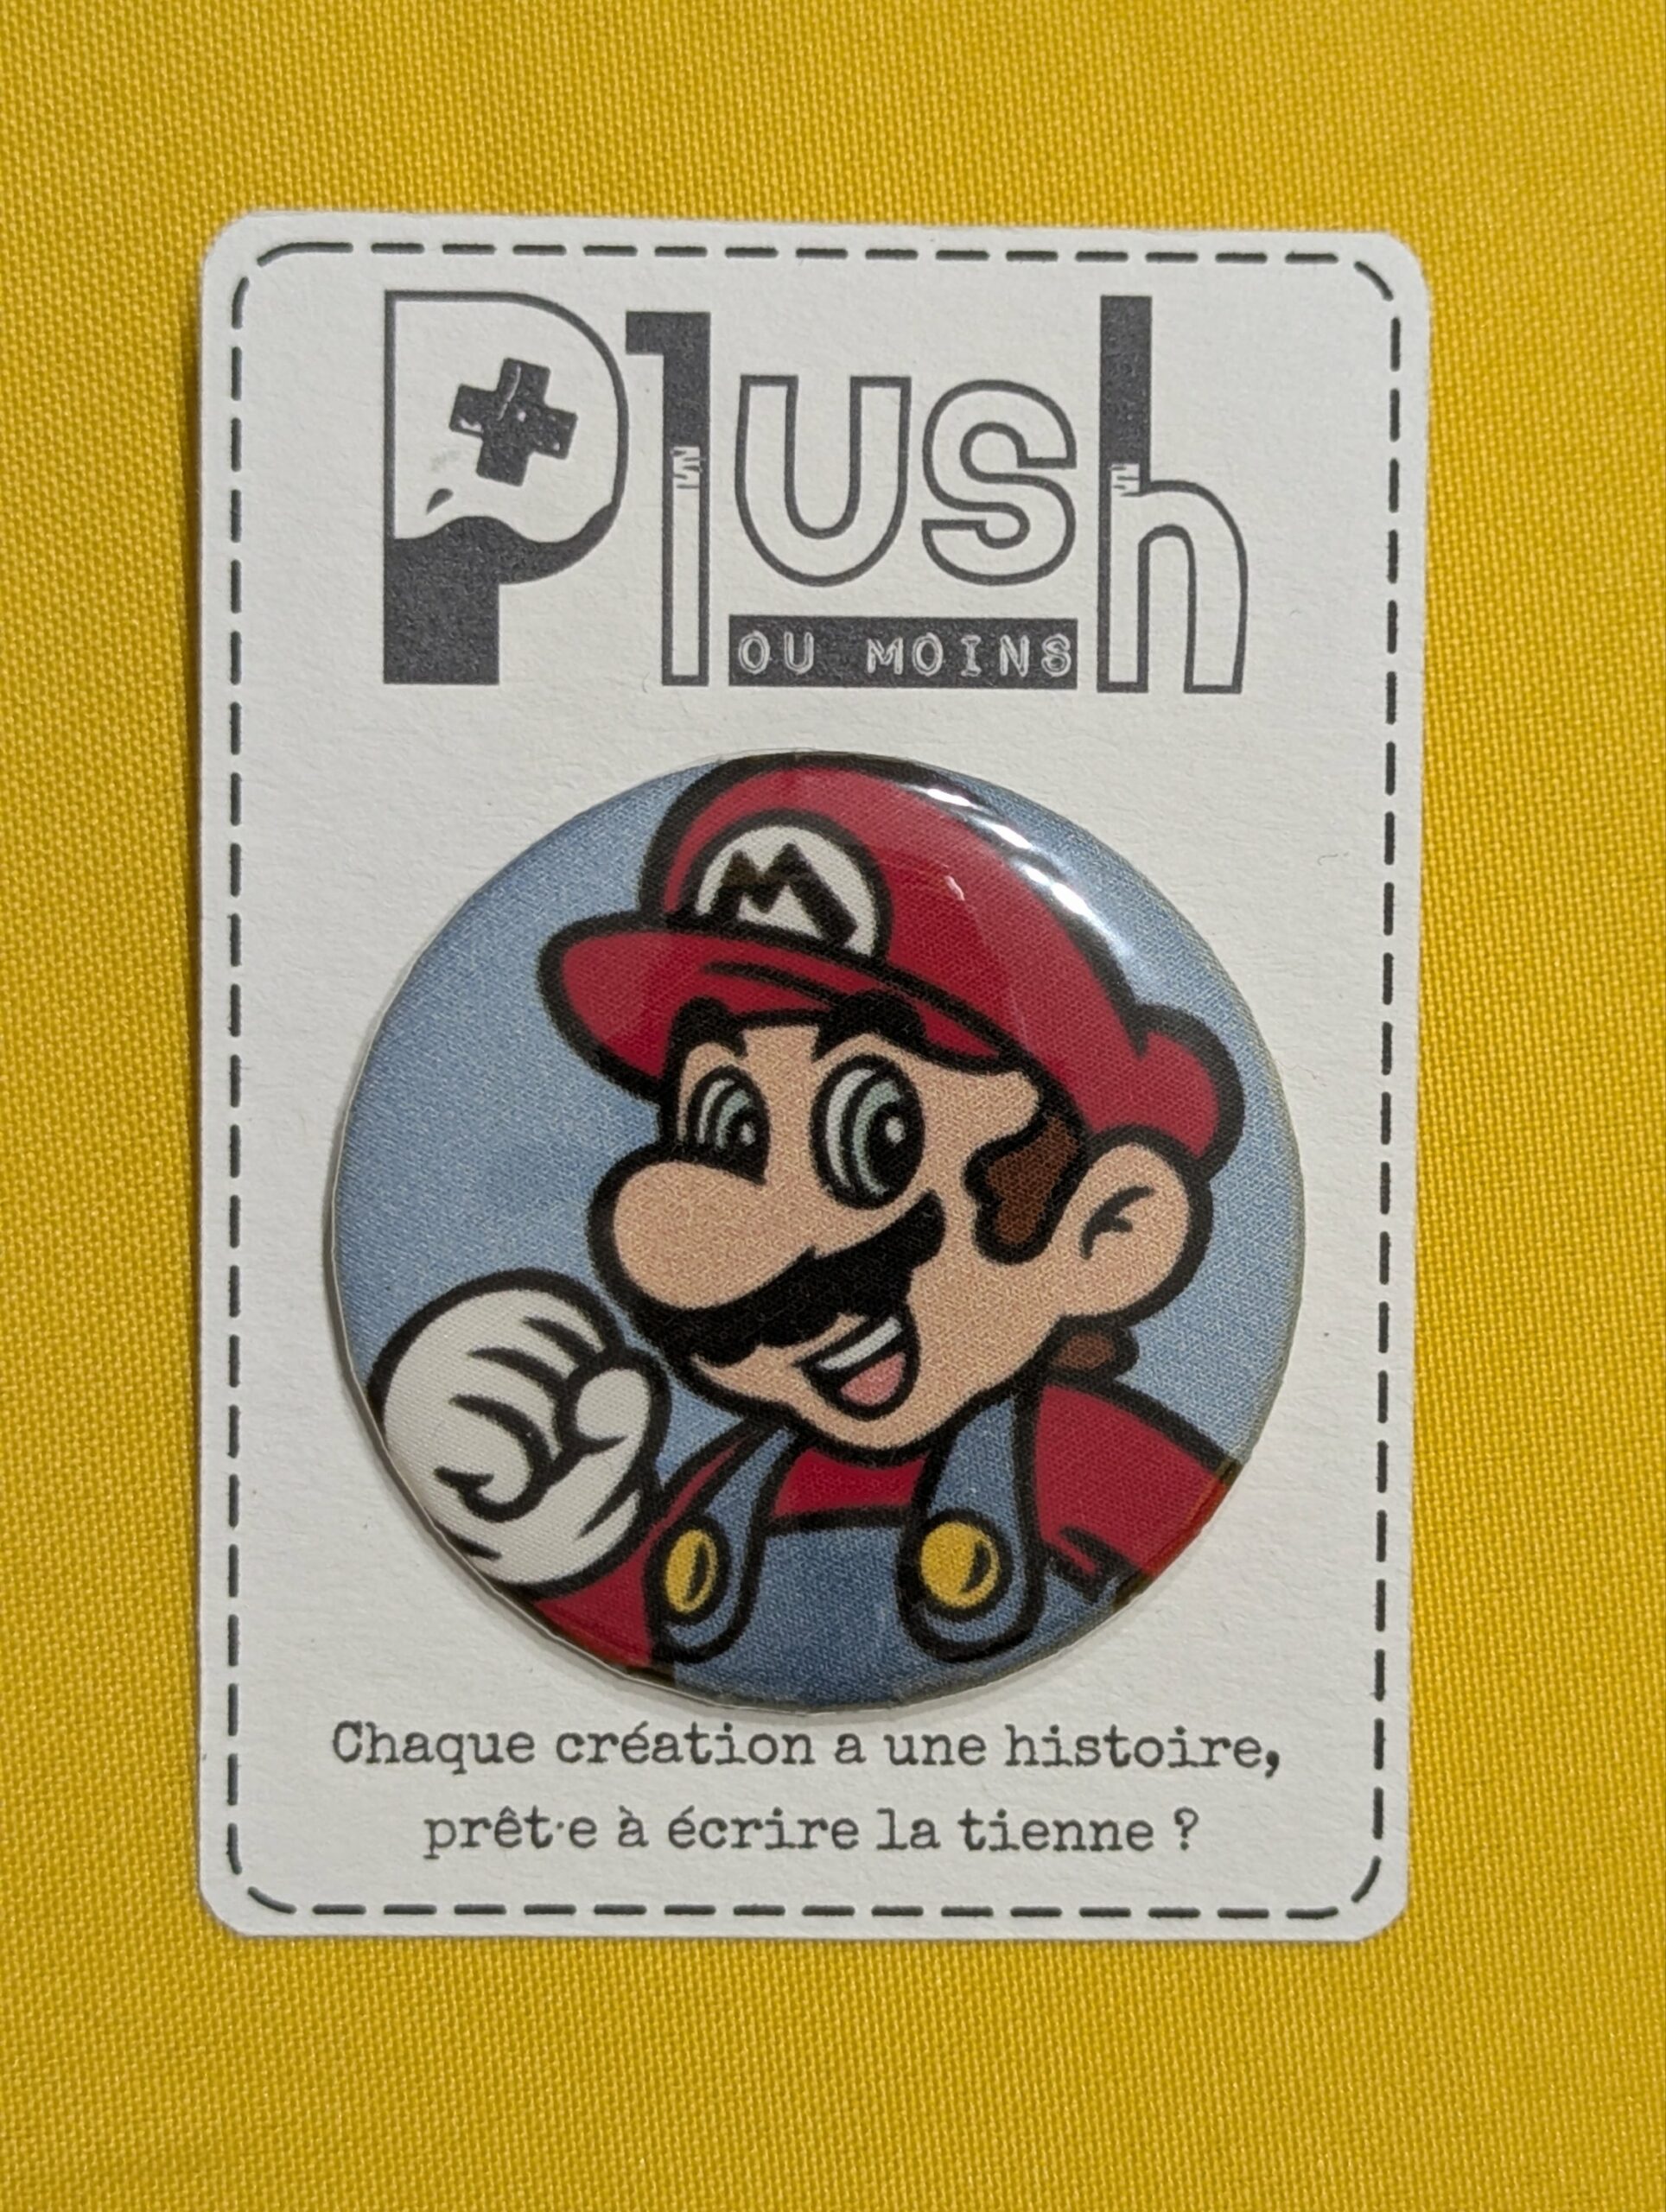 Plush
OU MOINS
M
Chaque création a une histoire,
prêt·e à écrire la tienne ?